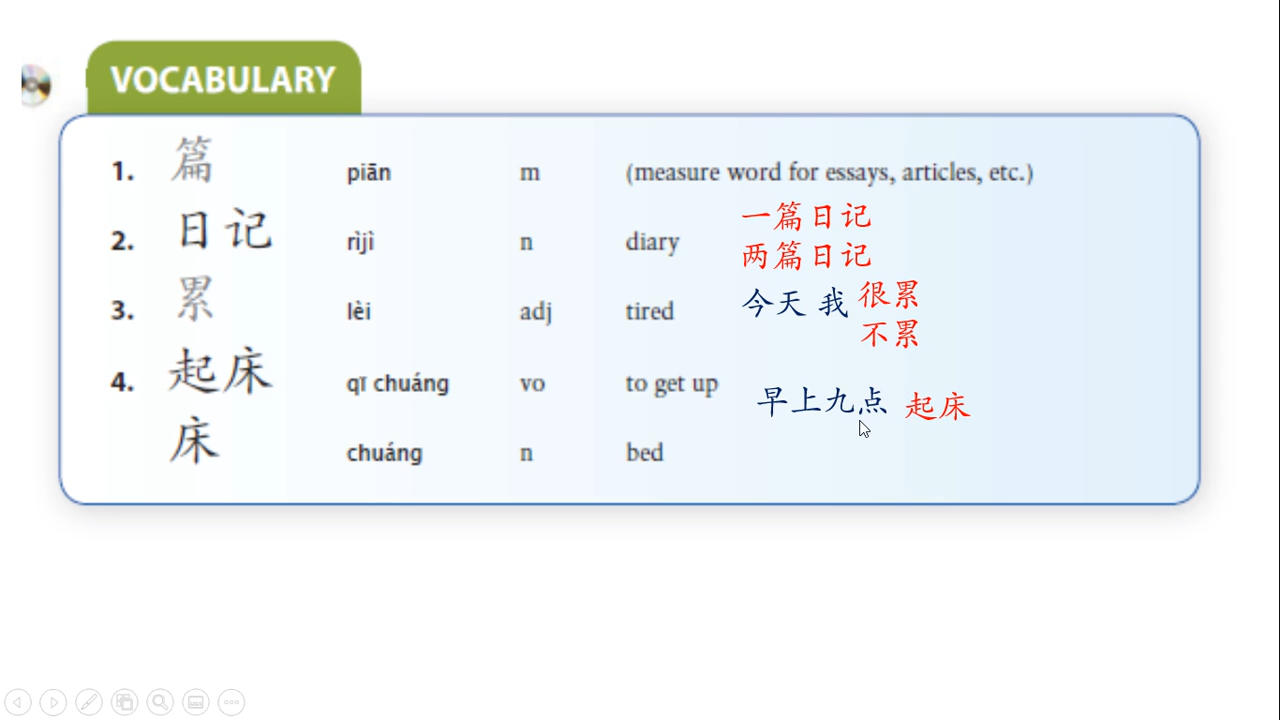 VOCABULARY
1. 篇 piān m (measure word for essays, articles, etc.)
一篇日记
2. 日记 rìjì n diary
两篇日记
3. 累 lèi adj tired
今天 我 很累
不累
4. 起床 qǐ chuáng vo to get up
早上九点 起床
床 chuáng n bed